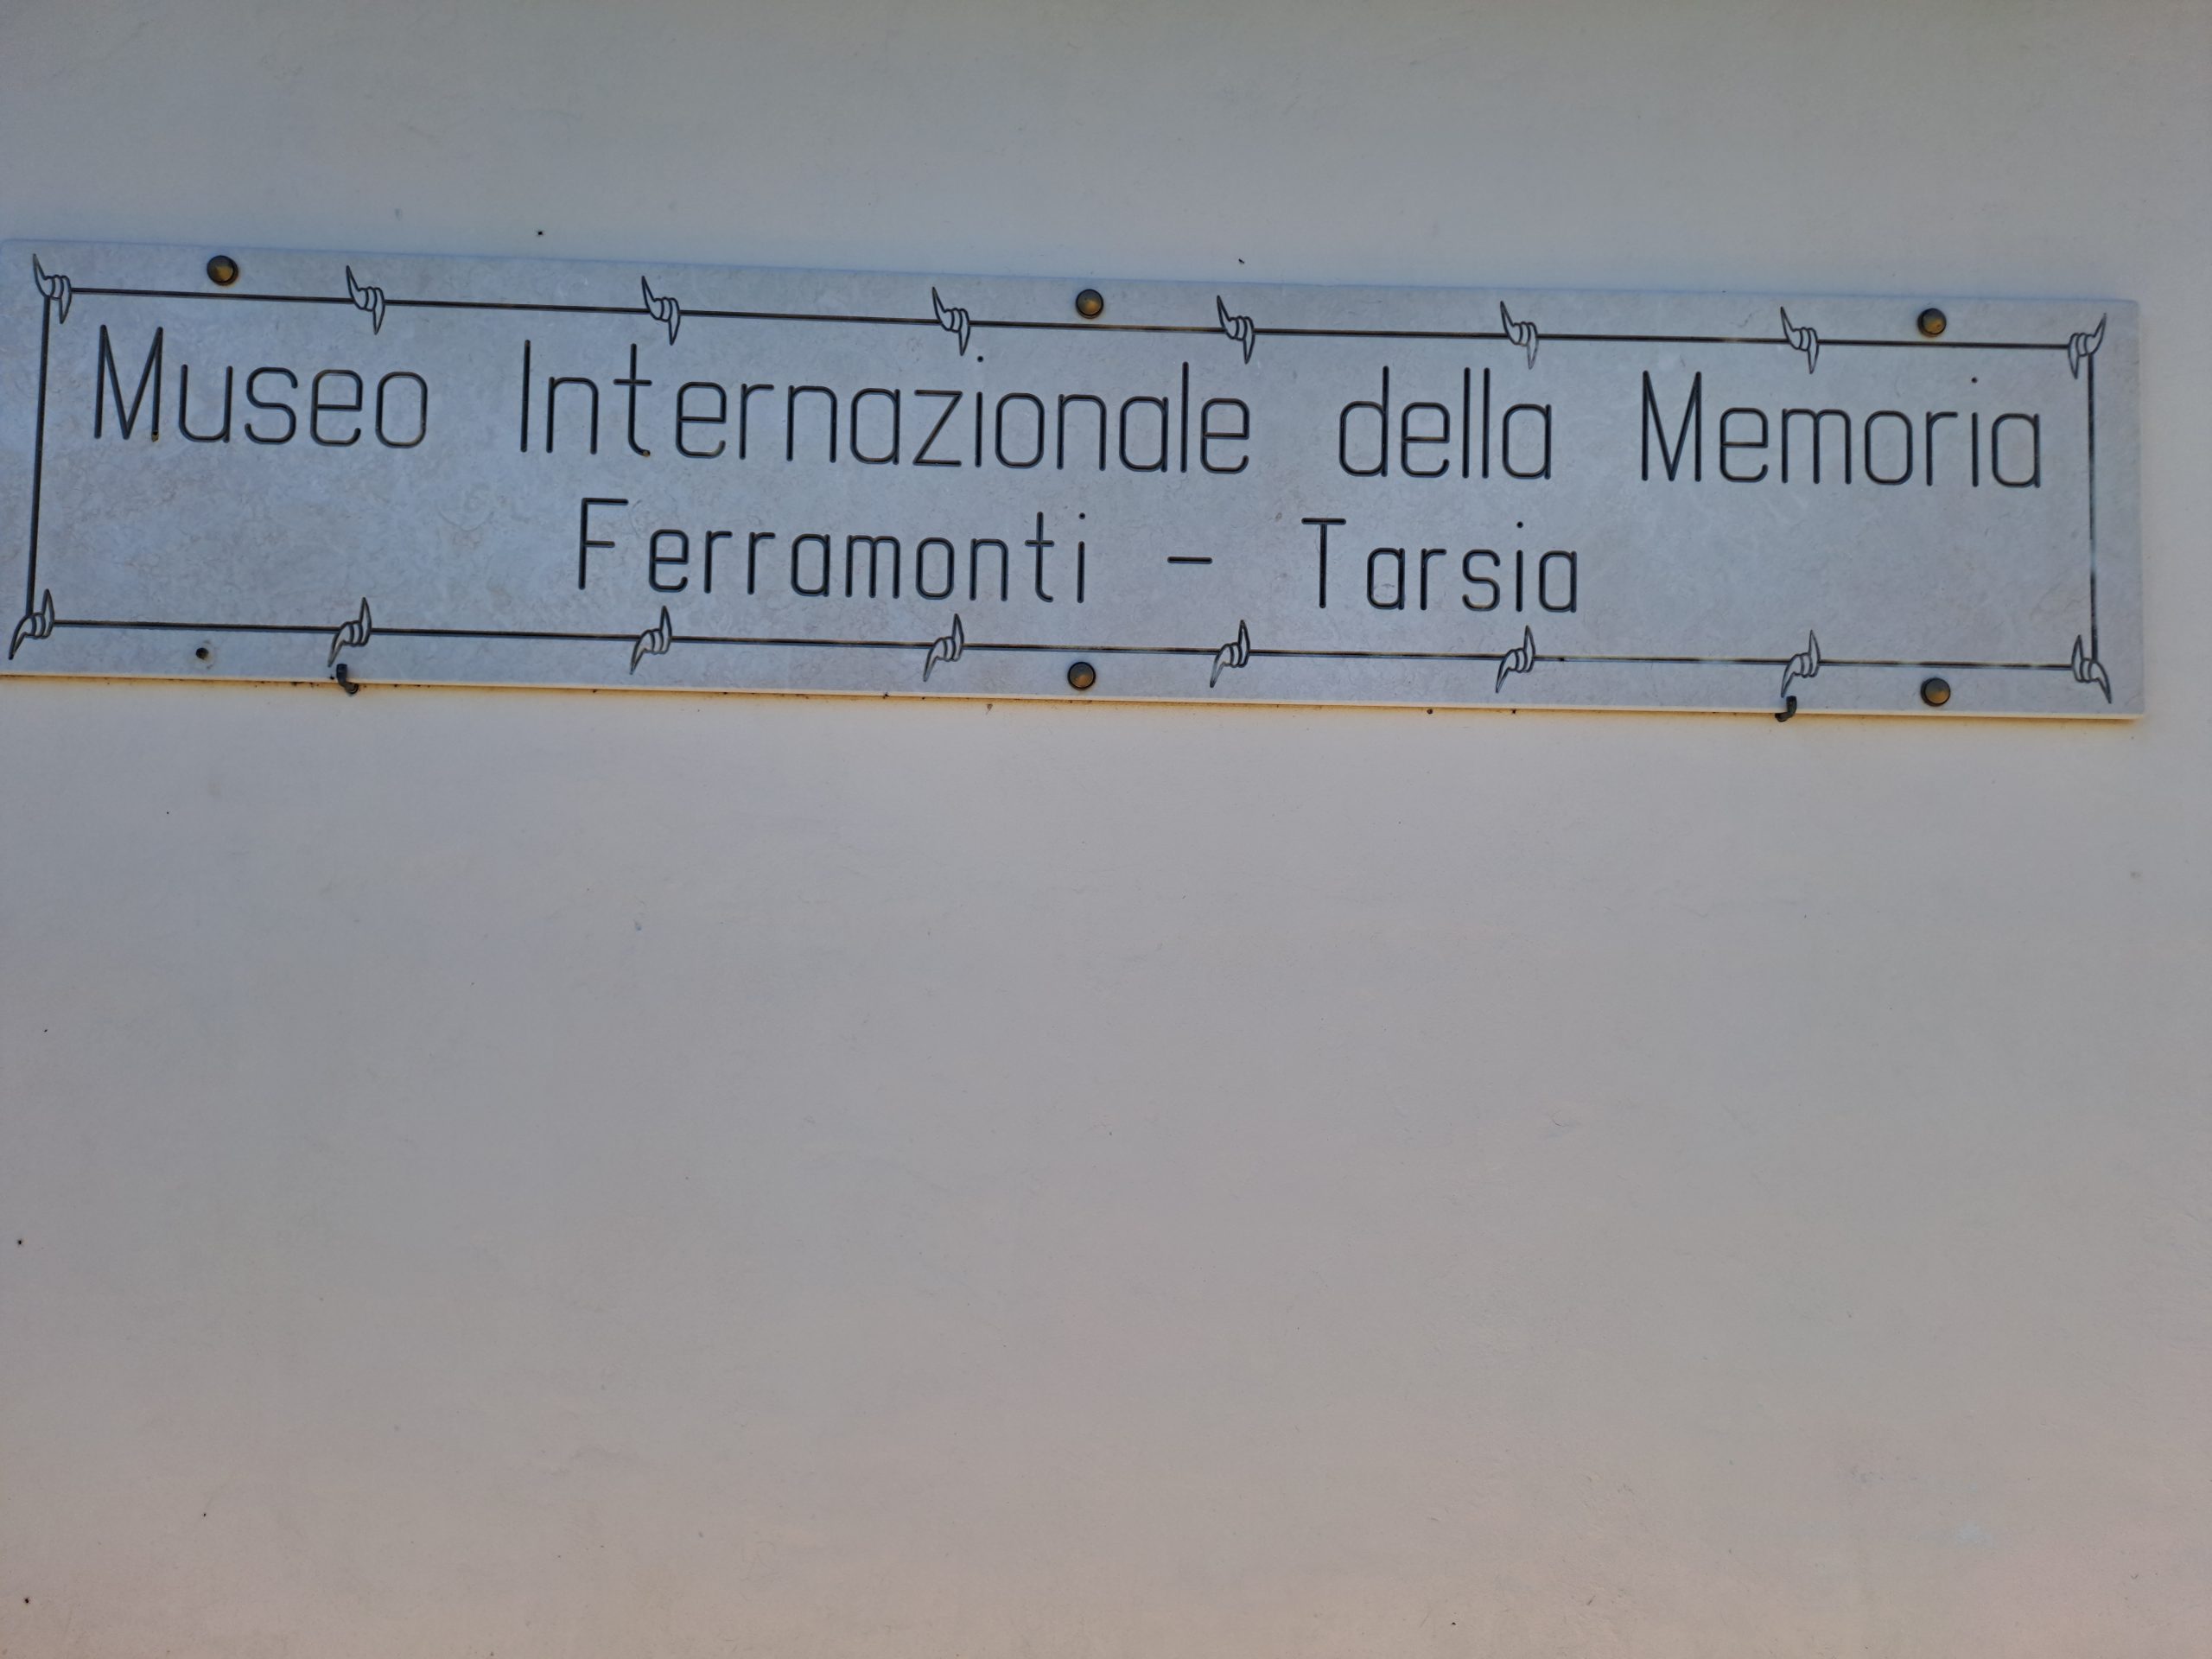 Museo Internazionale della Memoria
Ferramonti - Tarsia